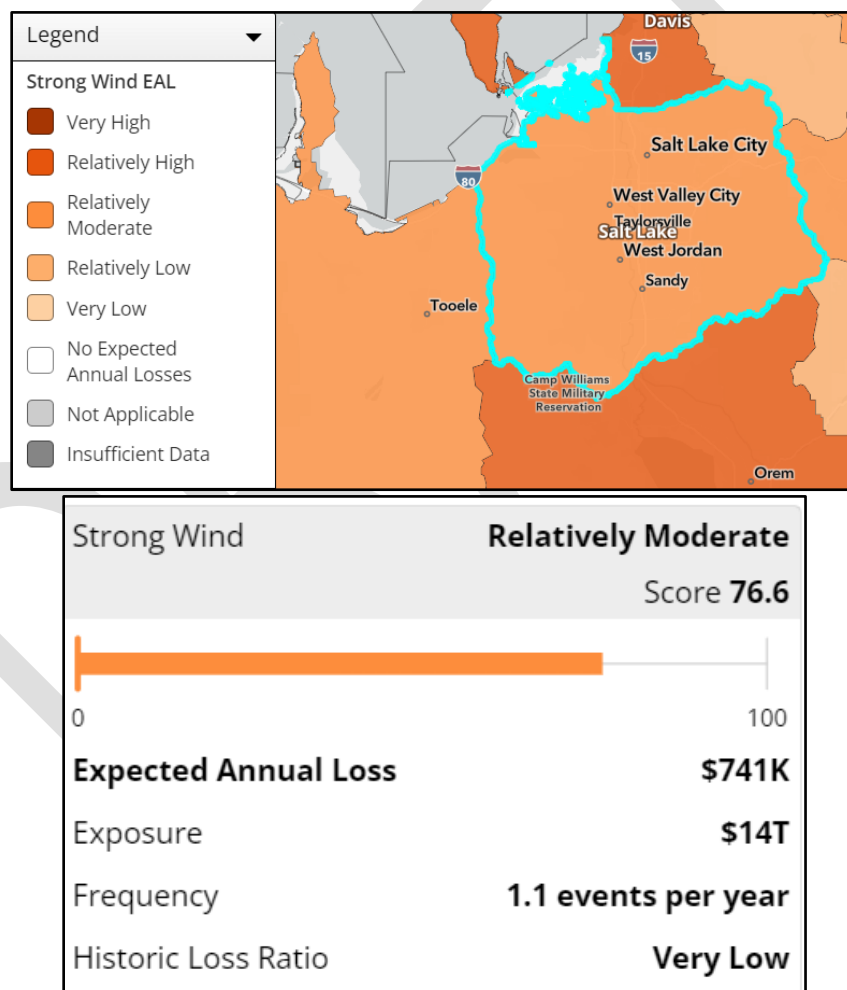 Legend
Strong Wind EAL
Very High
Relatively High
Relatively
Moderate
Relatively Low
Very Low
No Expected
Annual Losses
Not Applicable
Insufficient Data
Davis
15
80
Salt Lake City
West Valley City
Taylorsville
Salt Lake
West Jordan
Sandy
Tooele
Camp Williams
State Military
Reservation
Orem
Strong Wind Relatively Moderate
Score 76.6
0 100
Expected Annual Loss $741K
Exposure $14T
Frequency 1.1 events per year
Historic Loss Ratio Very Low